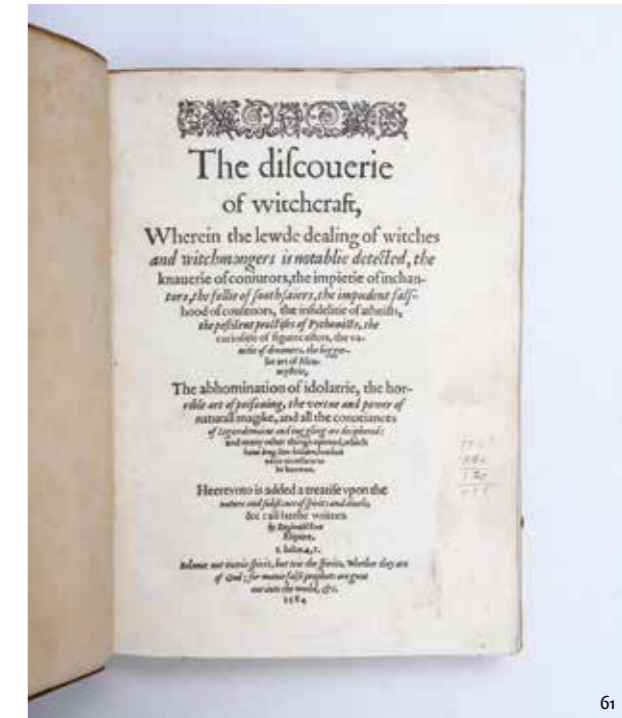 The diſcouerie
of witchcraft,
Wherein the lewde dealing of witches
and witchmongers is notablie detected, the
knauerie of coniurors, the impietie of inchan-
tors, the follie of ſoothſaiers, the impudent falſ-
hood of couſenors, the infidelitie of atheiſts,
the peſtilent practiſes of Pythoniſts, the
curioſitie of figurecaſters, the va-
nitie of dreamers, the begger-
lie art of Alcu-
myſtrie,
The abhomination of idolatrie, the hor-
rible art of poiſoning, the vertue and power of
naturall magike, and all the conueiances
of Legierdemaine and iuggling are deciphered:
and many other things opened, which
haue long lien hidden, howbeit
verie neceſſarie to
be knowne.
Heerevnto is added a treatiſe vpon the
nature and ſubſtance of ſpirits and diuels,
&c: all latelie written
by Reginald Scot
Eſquire.
1. Iohn. 4, 1.
Beleeue not euerie ſpirit, but trie the ſpirits, whether they are
of God; for manie falſe prophets are gone
out into the world, &c.
1584
61